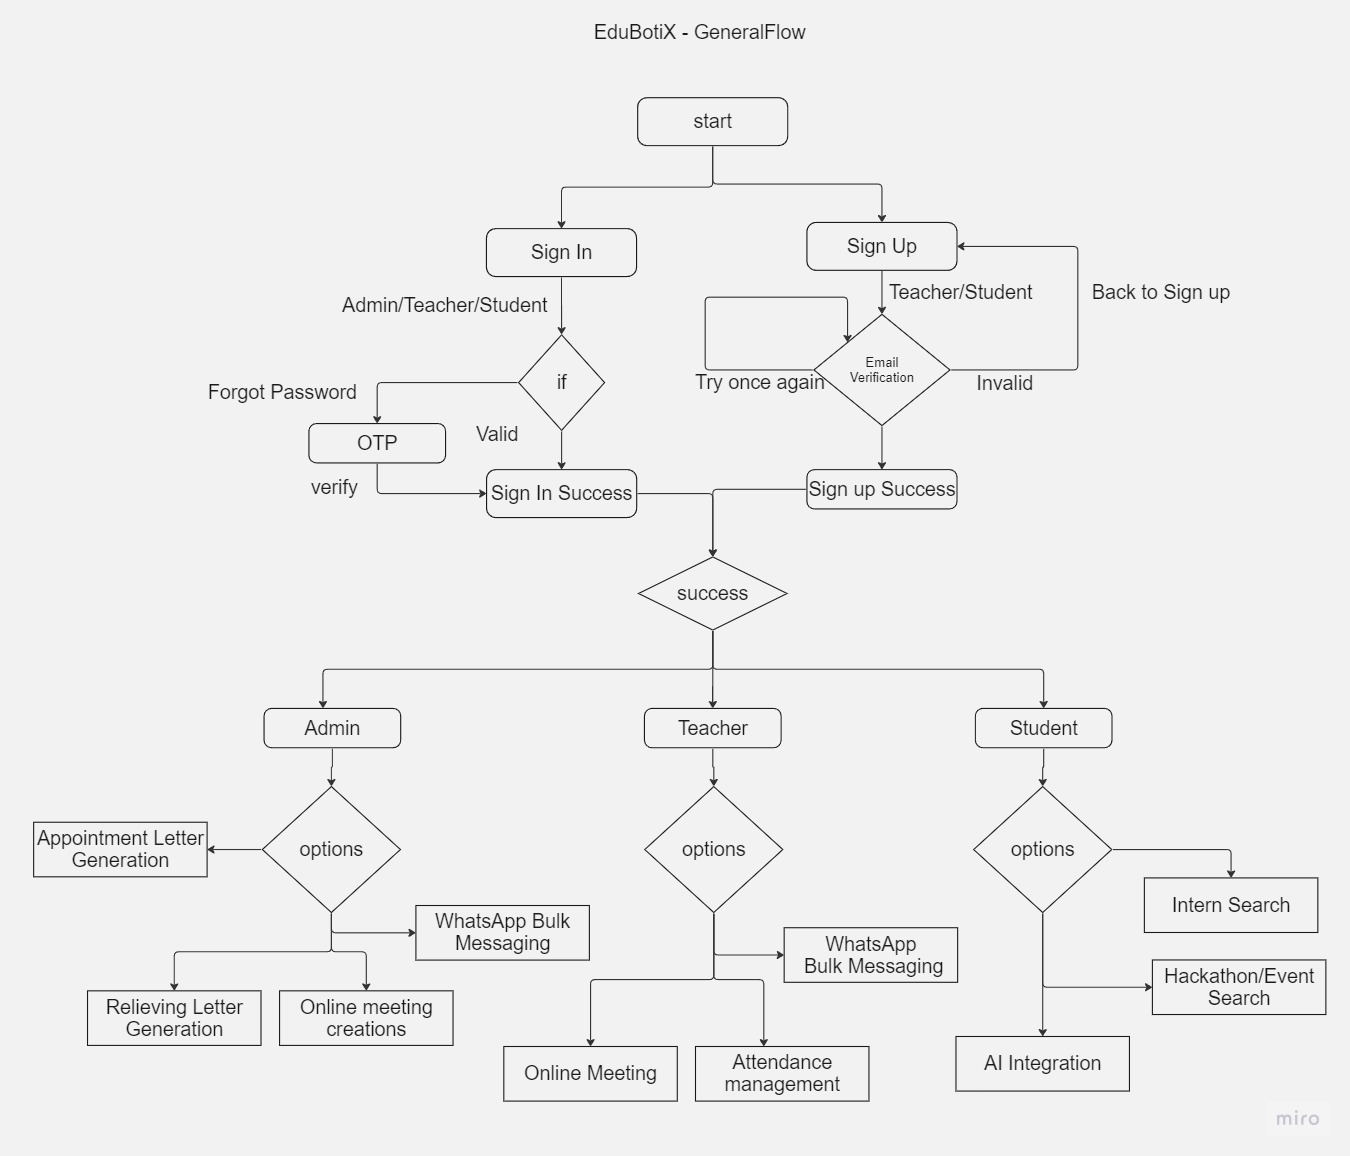 EduBotiX - GeneralFlow
start
Sign In
Sign Up
Admin/Teacher/Student
Teacher/Student
Back to Sign up
if
Email
Verification
Forgot Password
Try once again
Invalid
OTP
Valid
verify
Sign In Success
Sign up Success
success
Admin
Teacher
Student
options
options
options
Appointment Letter
Generation
Intern Search
WhatsApp Bulk
Messaging
WhatsApp
Bulk Messaging
Hackathon/Event
Search
Relieving Letter
Generation
Online meeting
creations
Online Meeting
Attendance
management
AI Integration
miro